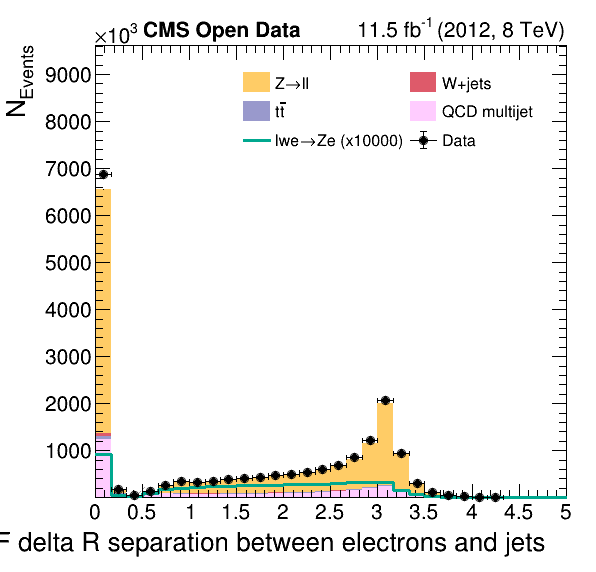 ×10³ CMS Open Data 11.5 fb⁻¹ (2012, 8 TeV)
N_Events
9000
8000
7000
6000
5000
4000
3000
2000
1000
Z→ll W+jets
tt̄ QCD multijet
lwe→Ze (x10000) Data
0 0.5 1 1.5 2 2.5 3 3.5 4 4.5 5
F delta R separation between electrons and jets